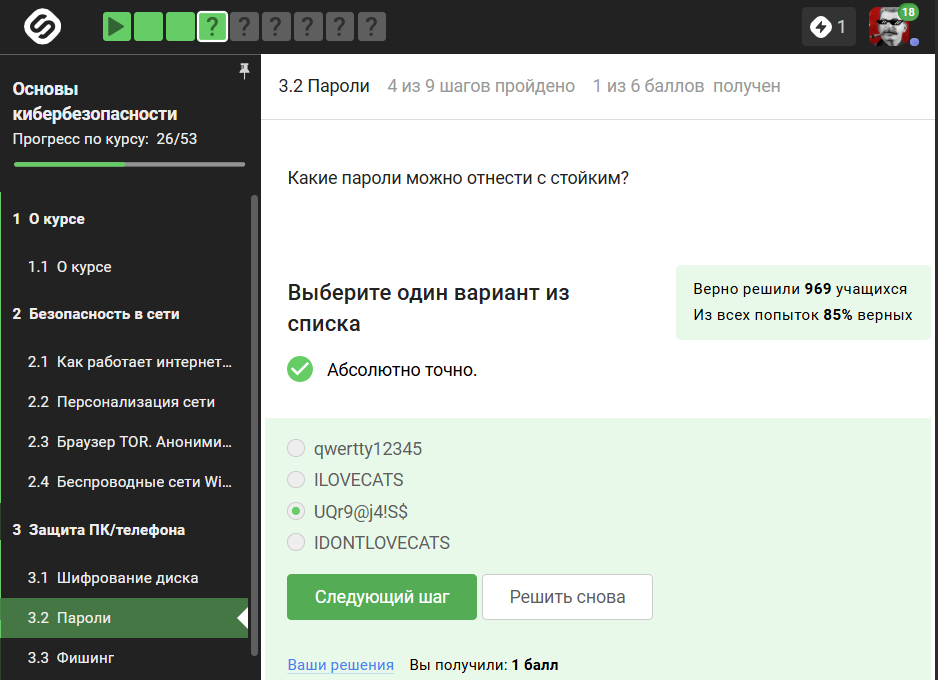 ? ? ? ? ? ?
1
18
Основы
кибербезопасности
Прогресс по курсу: 26/53
1 О курсе
1.1 О курсе
2 Безопасность в сети
2.1 Как работает интернет...
2.2 Персонализация сети
2.3 Браузер TOR. Аноними...
2.4 Беспроводные сети Wi...
3 Защита ПК/телефона
3.1 Шифрование диска
3.2 Пароли
3.3 Фишинг
3.2 Пароли 4 из 9 шагов пройдено 1 из 6 баллов получен
Какие пароли можно отнести с стойким?
Выберите один вариант из
списка
Верно решили 969 учащихся
Из всех попыток 85% верных
Абсолютно точно.
qwertty12345
ILOVECATS
UQr9@j4!S$
IDONTLOVECATS
Следующий шаг
Решить снова
Ваши решения Вы получили: 1 балл